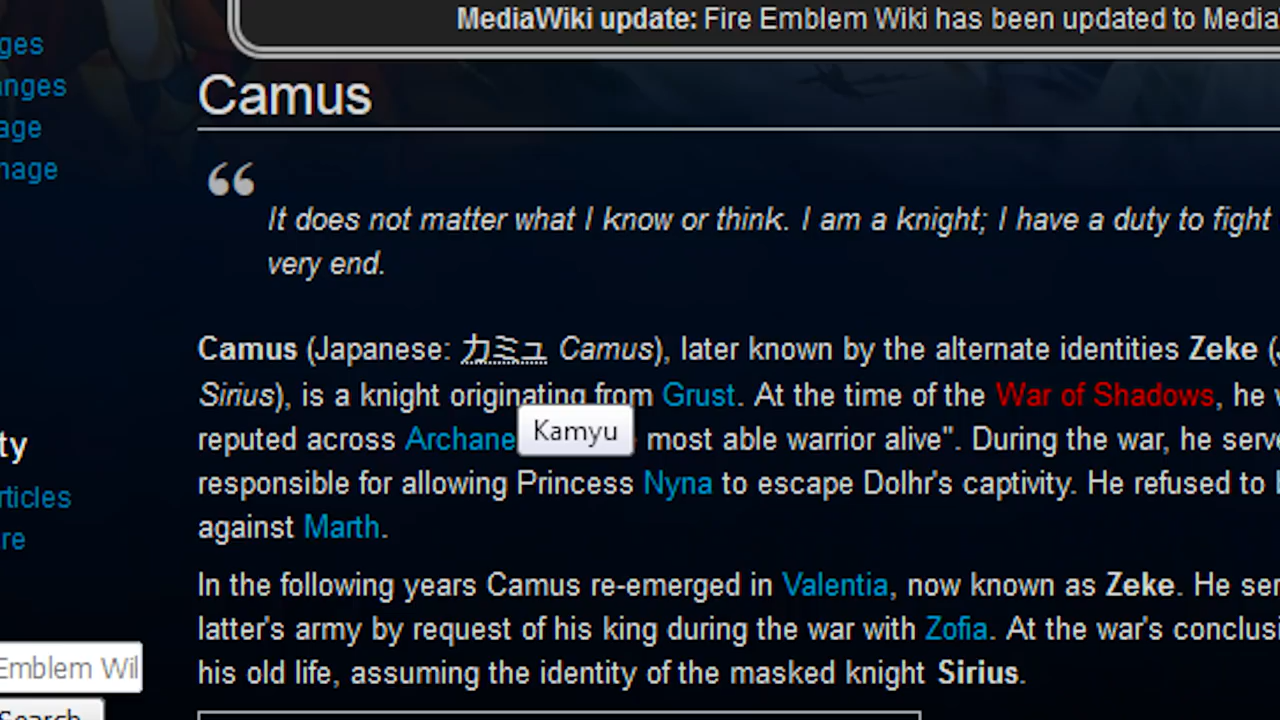 MediaWiki update: Fire Emblem Wiki has been updated to Media
ges
anges
age
mage
Camus
“
It does not matter what I know or think. I am a knight; I have a duty to fight
very end.
Camus (Japanese: カミュ Camus), later known by the alternate identities Zeke (
Sirius), is a knight originating from Grust. At the time of the War of Shadows, he
reputed across Archane most able warrior alive". During the war, he serve
Kamyu
responsible for allowing Princess Nyna to escape Dolhr's captivity. He refused to
against Marth.
ty
rticles
re
In the following years Camus re-emerged in Valentia, now known as Zeke. He ser
latter's army by request of his king during the war with Zofia. At the war's conclusi
his old life, assuming the identity of the masked knight Sirius.
Emblem Wil
Search